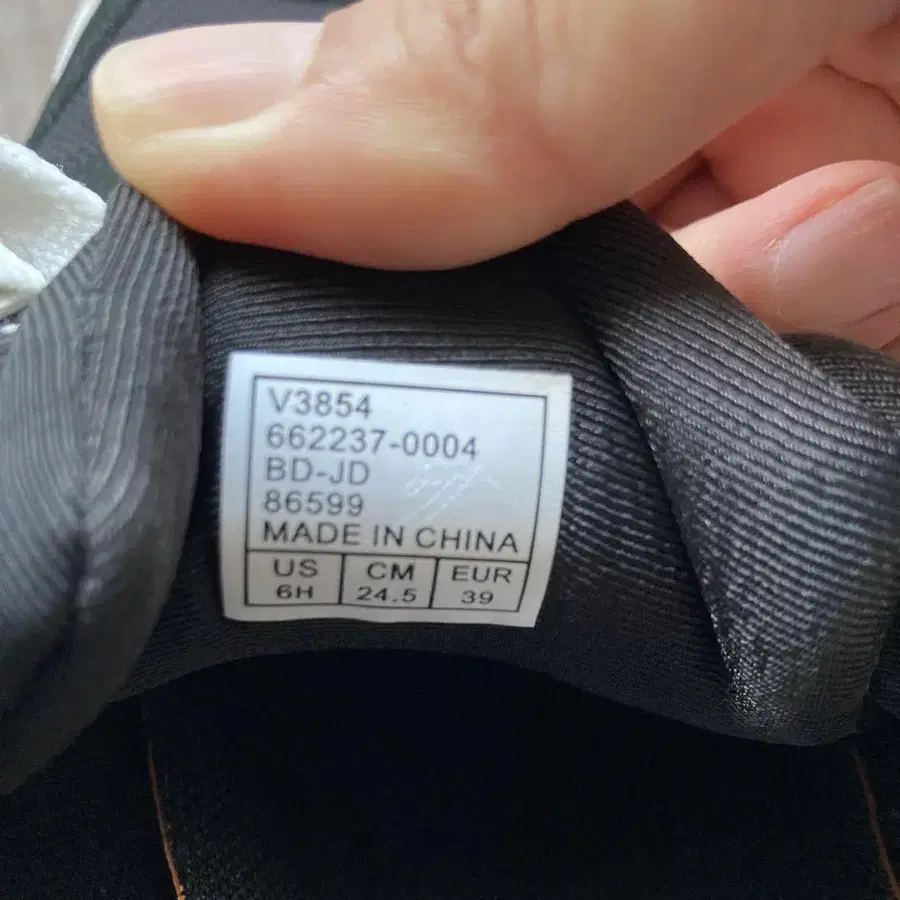 V3854
662237-0004
BD-JD
86599
MADE IN CHINA
US CM EUR
6H 24.5 39